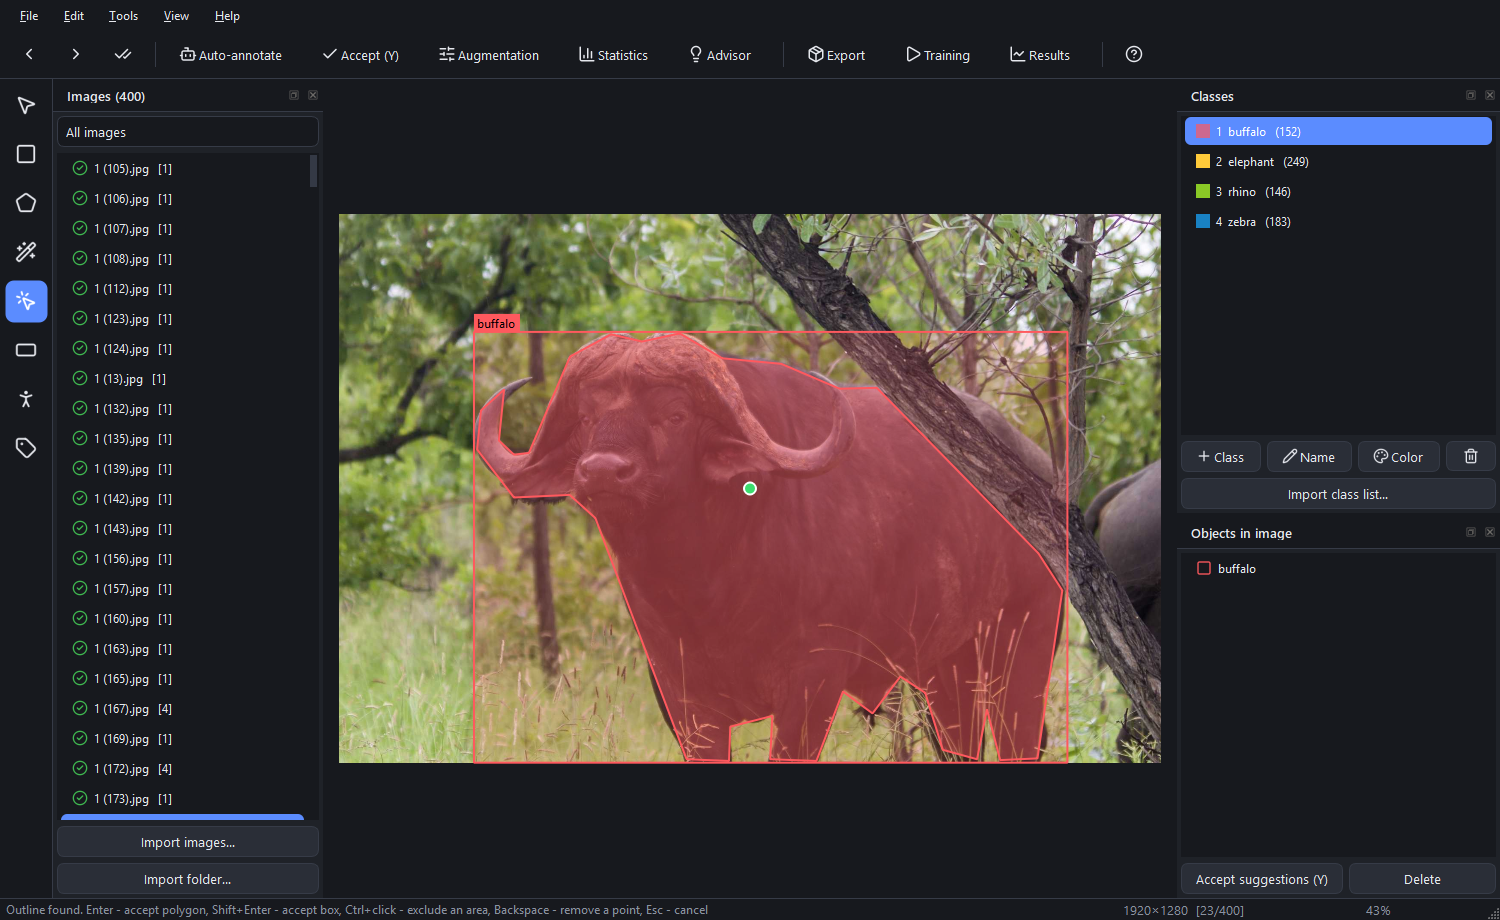 File Edit Tools View Help
Auto-annotate Accept (Y) Augmentation Statistics Advisor Export Training Results
Images (400)
All images
1 (105).jpg [1]
1 (106).jpg [1]
1 (107).jpg [1]
1 (108).jpg [1]
1 (112).jpg [1]
1 (123).jpg [1]
1 (124).jpg [1]
1 (13).jpg [1]
1 (132).jpg [1]
1 (135).jpg [1]
1 (139).jpg [1]
1 (142).jpg [1]
1 (143).jpg [1]
1 (156).jpg [1]
1 (157).jpg [1]
1 (160).jpg [1]
1 (163).jpg [1]
1 (165).jpg [1]
1 (167).jpg [4]
1 (169).jpg [1]
1 (172).jpg [4]
1 (173).jpg [1]
Import images...
Import folder...
buffalo
Classes
1 buffalo (152)
2 elephant (249)
3 rhino (146)
4 zebra (183)
+ Class Name Color
Import class list...
Objects in image
buffalo
Accept suggestions (Y) Delete
Outline found. Enter - accept polygon, Shift+Enter - accept box, Ctrl+click - exclude an area, Backspace - remove a point, Esc - cancel
1920×1280 [23/400] 43%